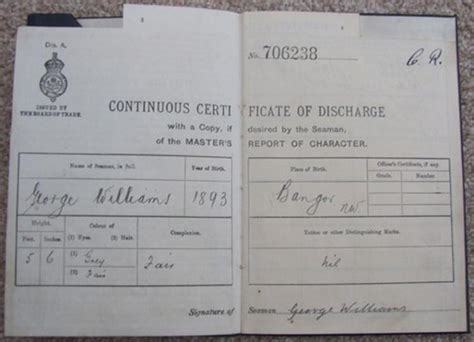 Dis. A.
No. 706238
C. R.
ISSUED BY
THE BOARD OF TRADE.
CONTINUOUS CERTIFICATE OF DISCHARGE
with a Copy, if desired by the Seaman,
of the MASTER'S REPORT OF CHARACTER.
Name of Seaman, in full. Year of Birth. Place of Birth. Officer's Certificate, if any.
Grade. Number.
George Williams 1893 Bangor NW.
Height. Colour of Complexion. Tattoo or other Distinguishing Marks.
Feet. Inches. (1) Eyes. (2) Hair.
5 6 (1) Grey Fair Nil
(2) Fair
Signature of Seaman George Williams